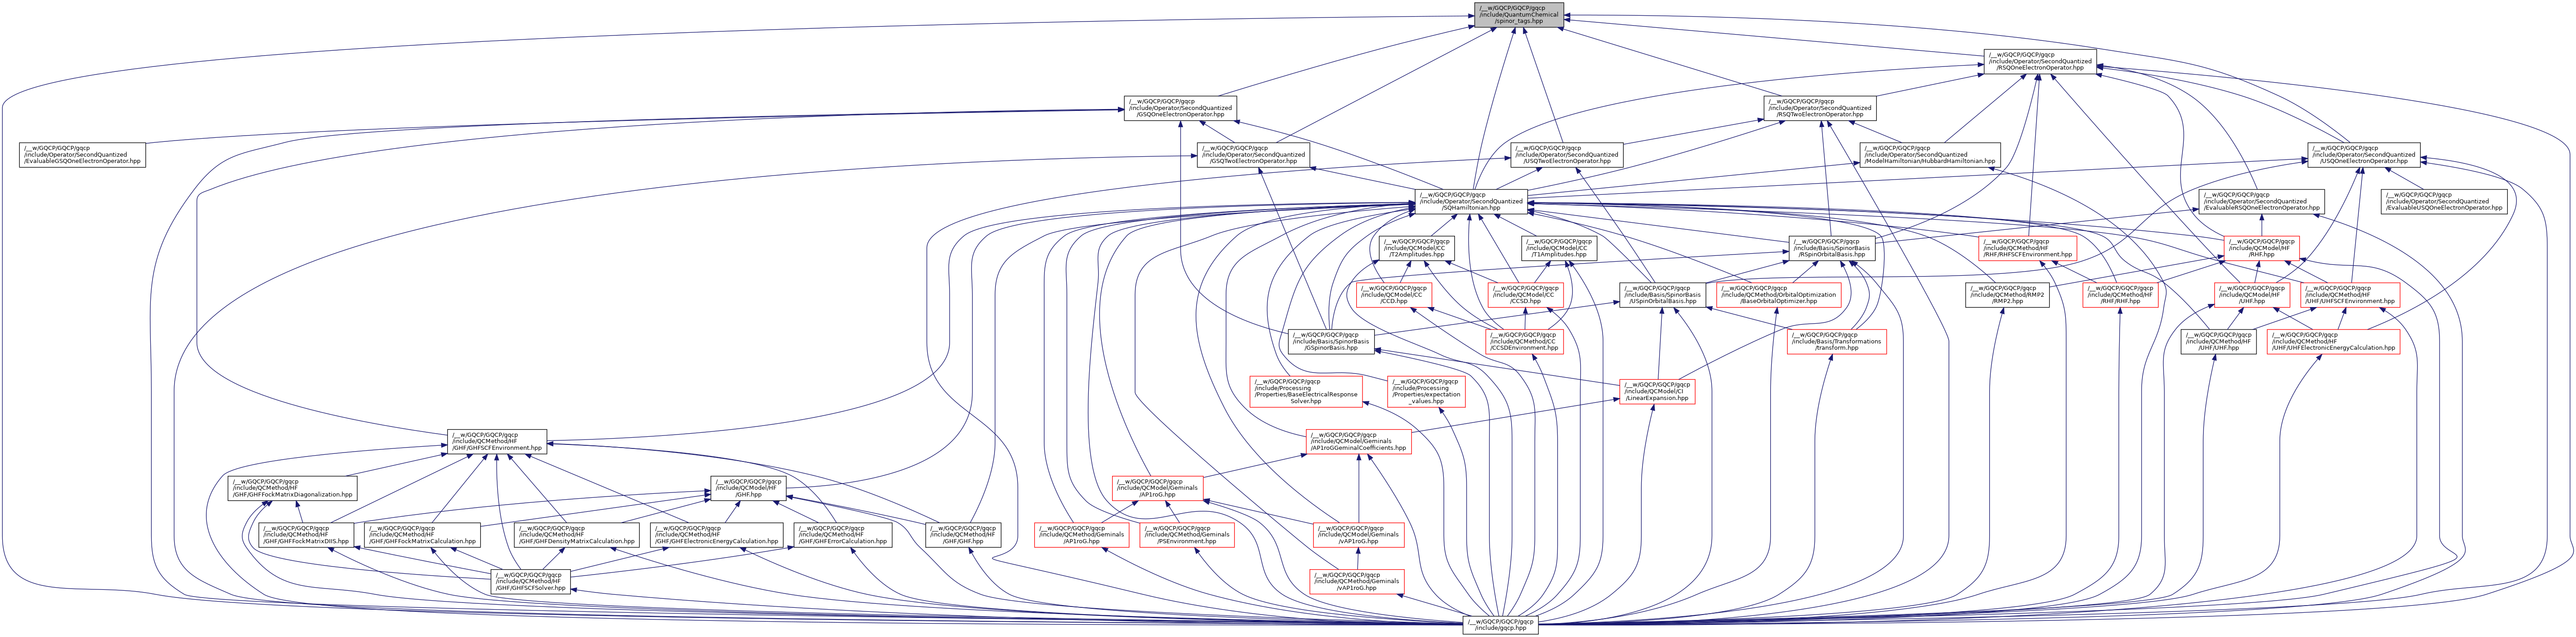 /__w/GQCP/GQCP/gqcp
/include/QuantumChemical
/spinor_tags.hpp
/__w/GQCP/GQCP/gqcp
/include/Operator/SecondQuantized
/RSQOneElectronOperator.hpp
/__w/GQCP/GQCP/gqcp
/include/Operator/SecondQuantized
/GSQOneElectronOperator.hpp
/__w/GQCP/GQCP/gqcp
/include/Operator/SecondQuantized
/RSQTwoElectronOperator.hpp
/__w/GQCP/GQCP/gqcp
/include/Operator/SecondQuantized
/EvaluableGSQOneElectronOperator.hpp
/__w/GQCP/GQCP/gqcp
/include/Operator/SecondQuantized
/GSQTwoElectronOperator.hpp
/__w/GQCP/GQCP/gqcp
/include/Operator/SecondQuantized
/USQTwoElectronOperator.hpp
/__w/GQCP/GQCP/gqcp
/include/Operator/SecondQuantized
/ModelHamiltonian/HubbardHamiltonian.hpp
/__w/GQCP/GQCP/gqcp
/include/Operator/SecondQuantized
/USQOneElectronOperator.hpp
/__w/GQCP/GQCP/gqcp
/include/Operator/SecondQuantized
/SQHamiltonian.hpp
/__w/GQCP/GQCP/gqcp
/include/Operator/SecondQuantized
/EvaluableRSQOneElectronOperator.hpp
/__w/GQCP/GQCP/gqcp
/include/Operator/SecondQuantized
/EvaluableUSQOneElectronOperator.hpp
/__w/GQCP/GQCP/gqcp
/include/QCModel/CC
/T2Amplitudes.hpp
/__w/GQCP/GQCP/gqcp
/include/QCModel/CC
/T1Amplitudes.hpp
/__w/GQCP/GQCP/gqcp
/include/Basis/SpinorBasis
/RSpinOrbitalBasis.hpp
/__w/GQCP/GQCP/gqcp
/include/QCMethod/HF
/RHF/RHFSCFEnvironment.hpp
/__w/GQCP/GQCP/gqcp
/include/QCModel/HF
/RHF.hpp
/__w/GQCP/GQCP/gqcp
/include/QCModel/CC
/CCD.hpp
/__w/GQCP/GQCP/gqcp
/include/QCModel/CC
/CCSD.hpp
/__w/GQCP/GQCP/gqcp
/include/Basis/SpinorBasis
/USpinOrbitalBasis.hpp
/__w/GQCP/GQCP/gqcp
/include/QCMethod/OrbitalOptimization
/BaseOrbitalOptimizer.hpp
/__w/GQCP/GQCP/gqcp
/include/QCMethod/RMP2
/RMP2.hpp
/__w/GQCP/GQCP/gqcp
/include/QCMethod/HF
/RHF/RHF.hpp
/__w/GQCP/GQCP/gqcp
/include/QCModel/HF
/UHF.hpp
/__w/GQCP/GQCP/gqcp
/include/QCMethod/HF
/UHF/UHFSCFEnvironment.hpp
/__w/GQCP/GQCP/gqcp
/include/Basis/SpinorBasis
/GSpinorBasis.hpp
/__w/GQCP/GQCP/gqcp
/include/QCMethod/CC
/CCSDEnvironment.hpp
/__w/GQCP/GQCP/gqcp
/include/Basis/Transformations
/transform.hpp
/__w/GQCP/GQCP/gqcp
/include/QCMethod/HF
/UHF/UHF.hpp
/__w/GQCP/GQCP/gqcp
/include/QCMethod/HF
/UHF/UHFElectronicEnergyCalculation.hpp
/__w/GQCP/GQCP/gqcp
/include/Processing
/Properties/BaseElectricalResponse
Solver.hpp
/__w/GQCP/GQCP/gqcp
/include/Processing
/Properties/expectation
_values.hpp
/__w/GQCP/GQCP/gqcp
/include/QCModel/CI
/LinearExpansion.hpp
/__w/GQCP/GQCP/gqcp
/include/QCMethod/HF
/GHF/GHFSCFEnvironment.hpp
/__w/GQCP/GQCP/gqcp
/include/QCModel/Geminals
/AP1roGGeminalCoefficients.hpp
/__w/GQCP/GQCP/gqcp
/include/QCMethod/HF
/GHF/GHFFockMatrixDiagonalization.hpp
/__w/GQCP/GQCP/gqcp
/include/QCModel/HF
/GHF.hpp
/__w/GQCP/GQCP/gqcp
/include/QCModel/Geminals
/AP1roG.hpp
/__w/GQCP/GQCP/gqcp
/include/QCMethod/HF
/GHF/GHFFockMatrixDIIS.hpp
/__w/GQCP/GQCP/gqcp
/include/QCMethod/HF
/GHF/GHFFockMatrixCalculation.hpp
/__w/GQCP/GQCP/gqcp
/include/QCMethod/HF
/GHF/GHFDensityMatrixCalculation.hpp
/__w/GQCP/GQCP/gqcp
/include/QCMethod/HF
/GHF/GHFElectronicEnergyCalculation.hpp
/__w/GQCP/GQCP/gqcp
/include/QCMethod/HF
/GHF/GHFErrorCalculation.hpp
/__w/GQCP/GQCP/gqcp
/include/QCMethod/HF
/GHF/GHF.hpp
/__w/GQCP/GQCP/gqcp
/include/QCMethod/Geminals
/AP1roG.hpp
/__w/GQCP/GQCP/gqcp
/include/QCMethod/Geminals
/PSEnvironment.hpp
/__w/GQCP/GQCP/gqcp
/include/QCModel/Geminals
/vAP1roG.hpp
/__w/GQCP/GQCP/gqcp
/include/QCMethod/HF
/GHF/GHFSCFSolver.hpp
/__w/GQCP/GQCP/gqcp
/include/QCMethod/Geminals
/vAP1roG.hpp
/__w/GQCP/GQCP/gqcp
/include/gqcp.hpp